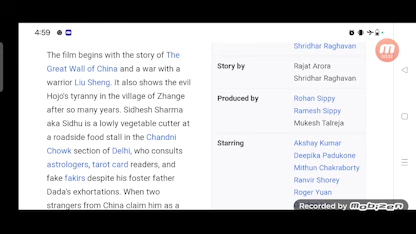 4:59
The film begins with the story of The
Great Wall of China and a war with a
warrior Liu Sheng. It also shows the evil
Hojo's tyranny in the village of Zhange
after so many years. Sidhesh Sharma
aka Sidhu is a lowly vegetable cutter at
a roadside food stall in the Chandni
Chowk section of Delhi, who consults
astrologers, tarot card readers, and
fake fakirs despite his foster father
Dada's exhortations. When two
strangers from China claim him as a
Shridhar Raghavan
Story by
Rajat Arora
Shridhar Raghavan
Produced by
Rohan Sippy
Ramesh Sippy
Mukesh Talreja
Starring
Akshay Kumar
Deepika Padukone
Mithun Chakraborty
Ranvir Shorey
Roger Yuan
Recorded by
Mobizen